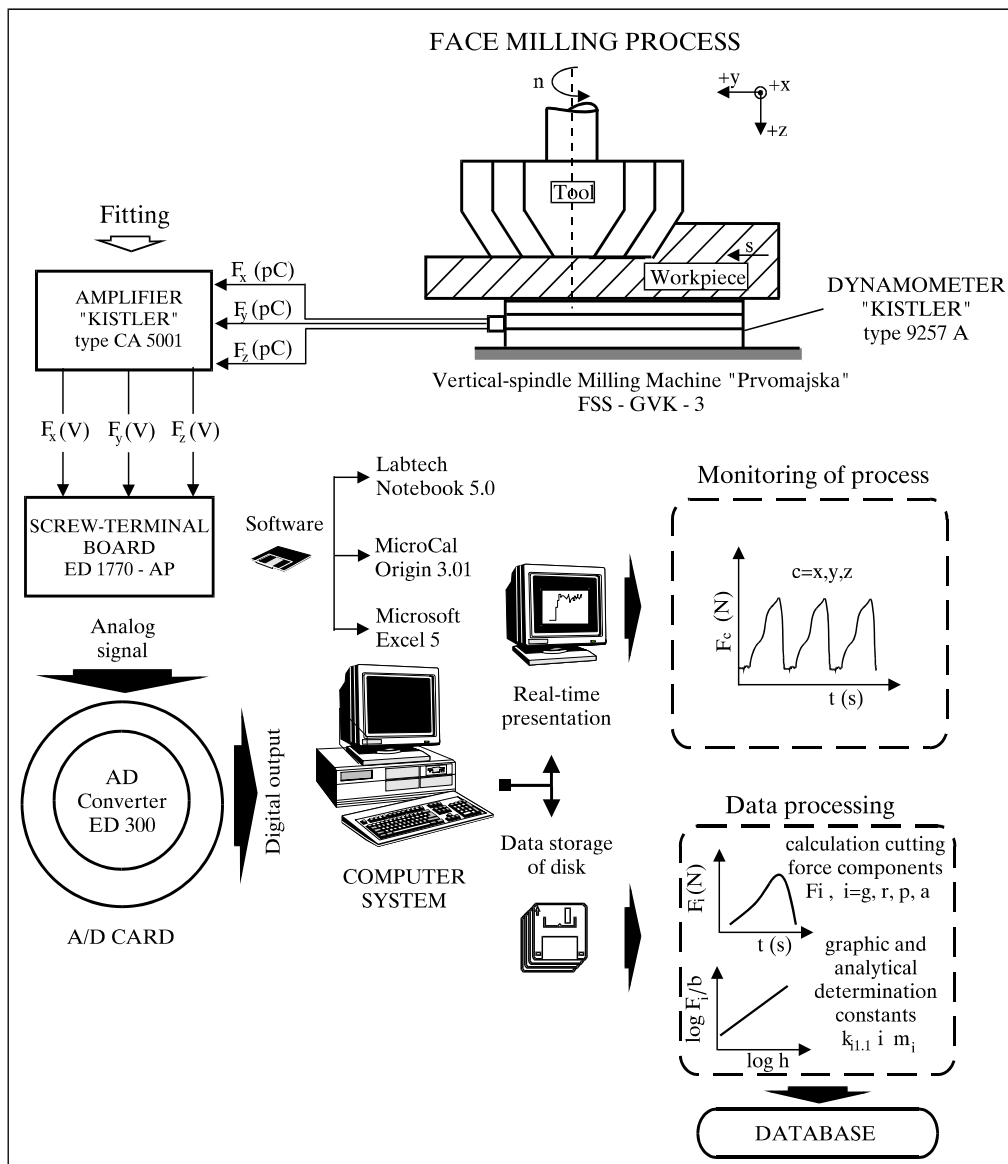 FACE MILLING PROCESS
n
+y
+x
+z
Tool
s
Workpiece
Fitting
AMPLIFIER
"KISTLER"
type CA 5001
Fx (pC)
Fy (pC)
Fz (pC)
DYNAMOMETER
"KISTLER"
type 9257 A
Vertical-spindle Milling Machine "Prvomajska"
FSS - GVK - 3
Fx (V)
Fy (V)
Fz (V)
SCREW-TERMINAL
BOARD
ED 1770 - AP
Software
Labtech
Notebook 5.0
MicroCal
Origin 3.01
Microsoft
Excel 5
Monitoring of process
c=x,y,z
Fc (N)
t (s)
Analog
signal
AD
Converter
ED 300
A/D CARD
Digital output
COMPUTER
SYSTEM
Real-time
presentation
Data storage
of disk
Data processing
calculation cutting
force components
Fi , i=g, r, p, a
Fi (N)
t (s)
graphic and
analytical
determination
constants
ki1.1 i mi
log Fi/b
log h
DATABASE